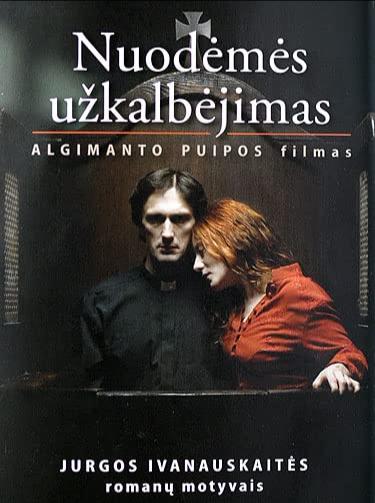 Nuodėmės
užkalbėjimas
ALGIMANTO PUIPOS filmas
JURGOS IVANAUSKAITĖS
romanų motyvais